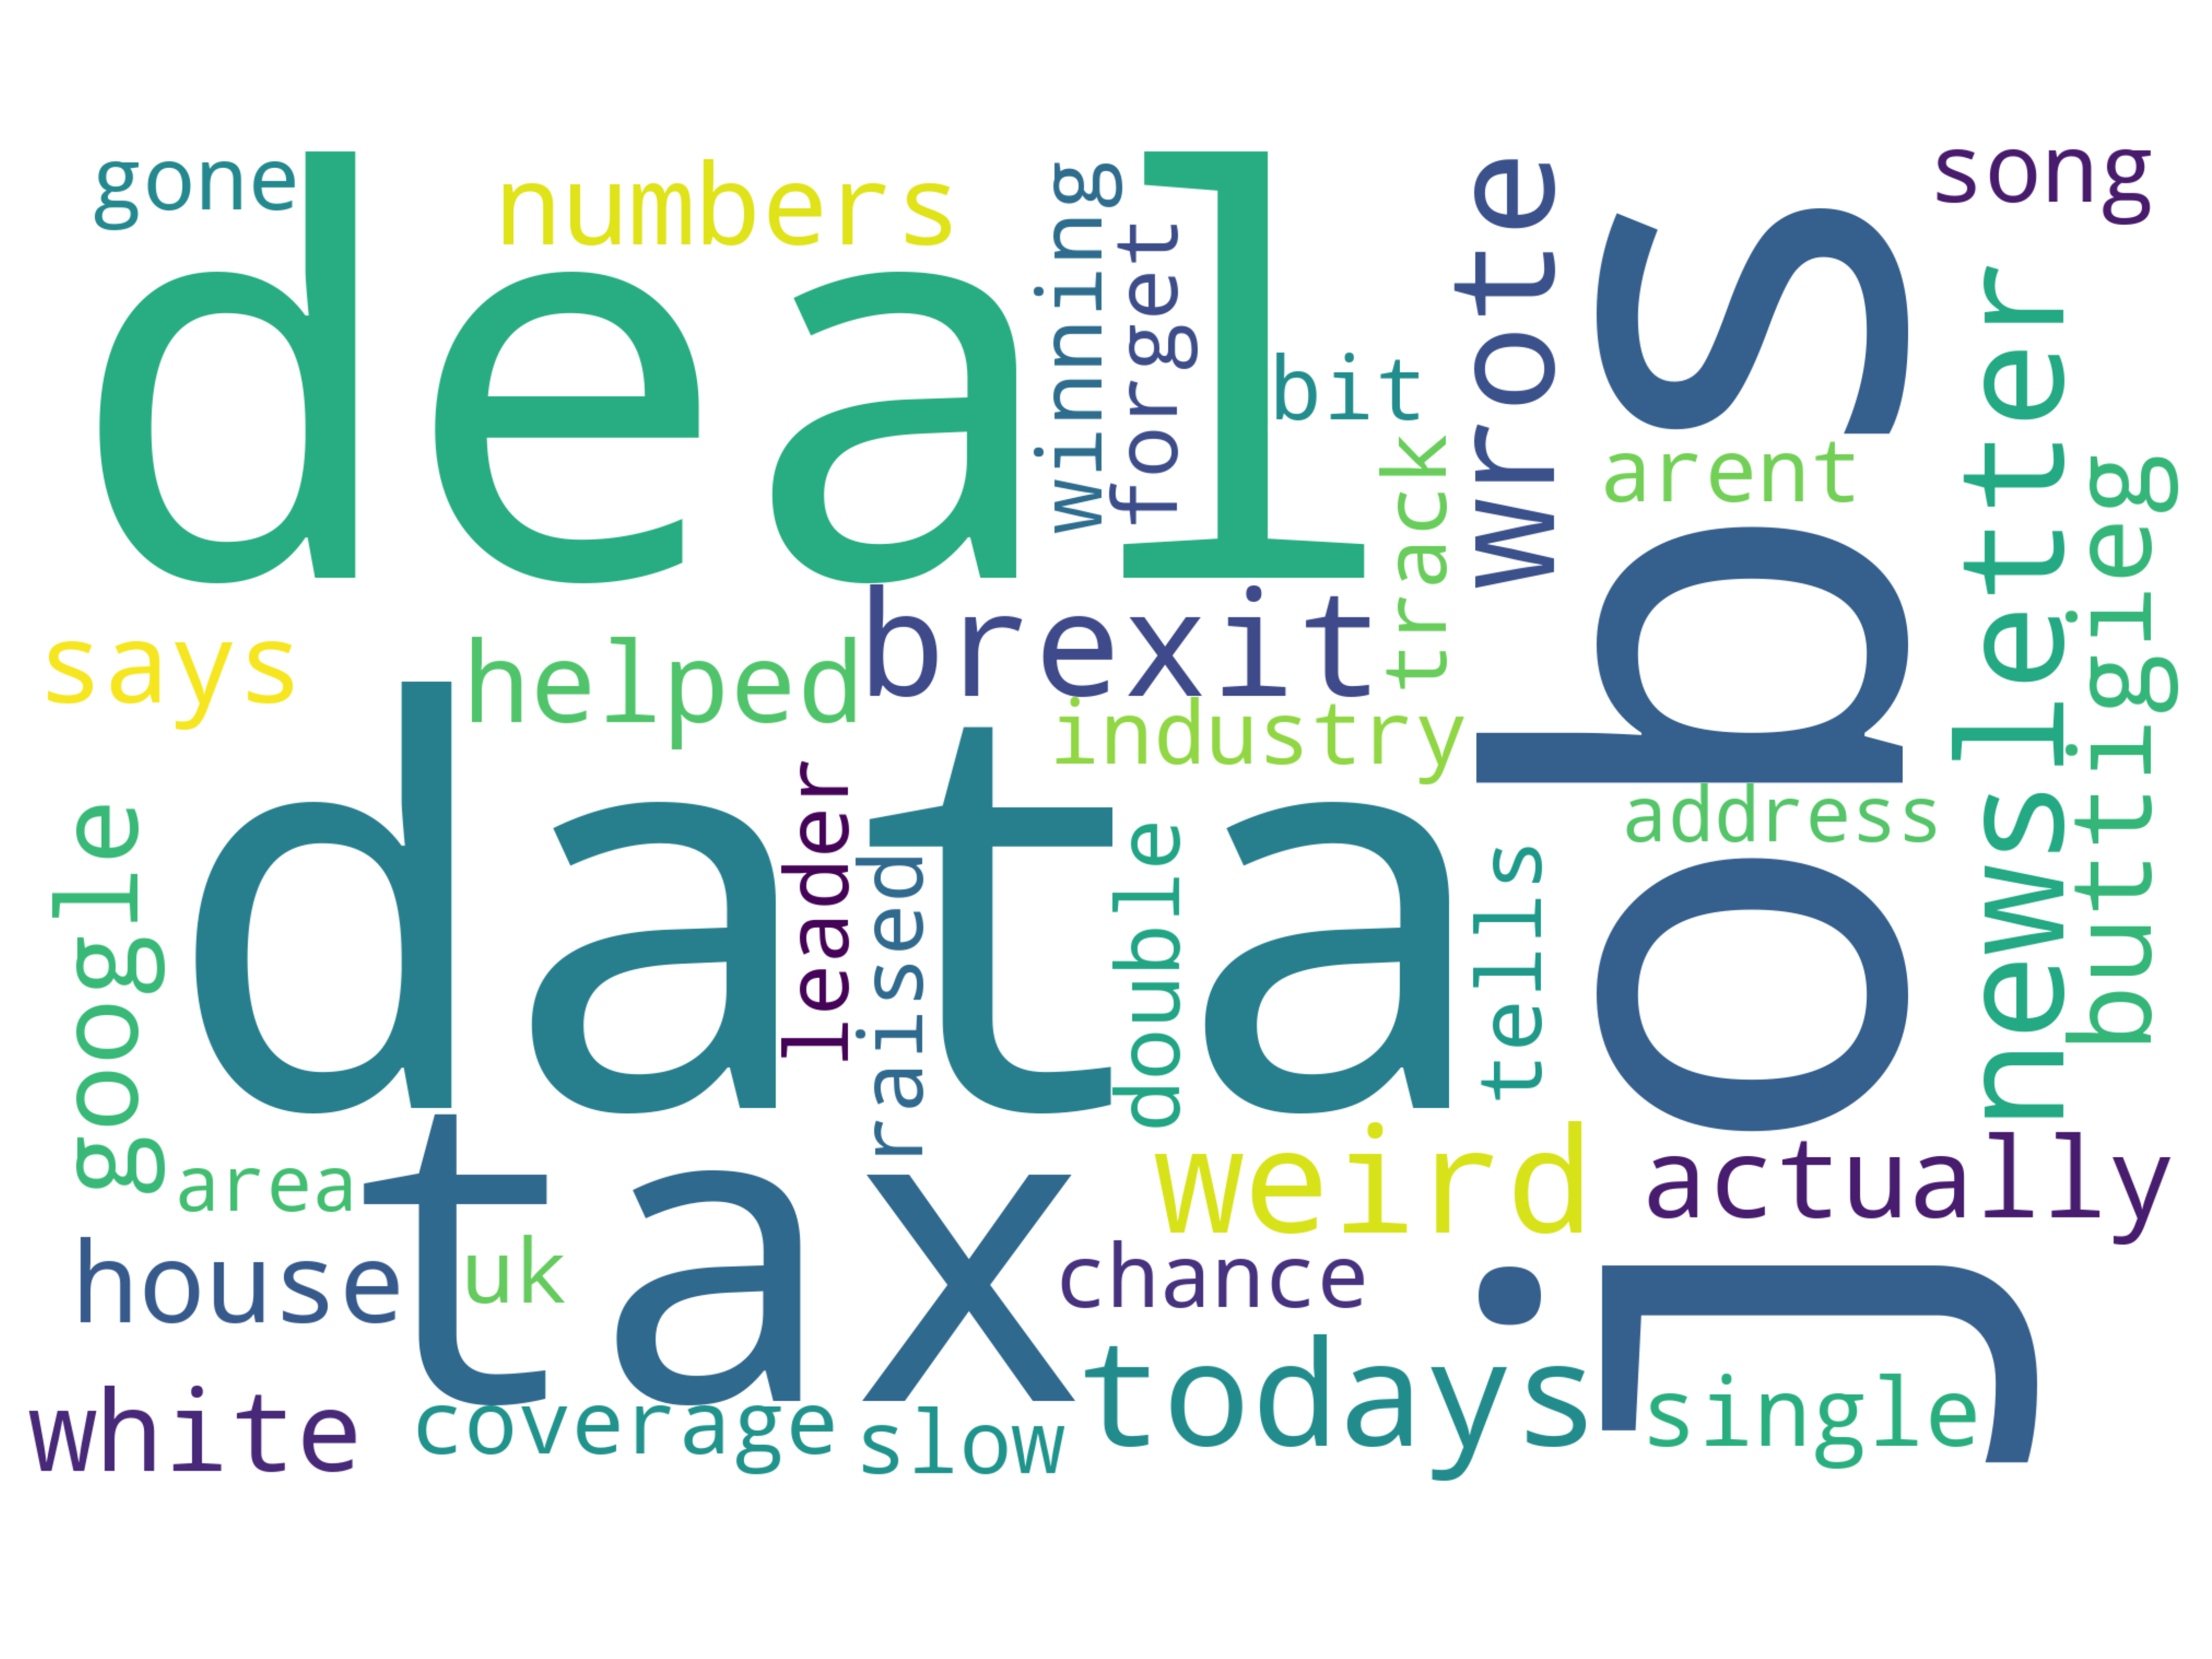 gone
numbers
song
deal
winning
forget
wrote
bit
track
jobs
arent
newsletter
buttigieg
says
helped
brexit
industry
data
google
leader
raised
double
tells
address
area
weird
actually
tax
house
uk
chance
todays
single
white
coverage
slow